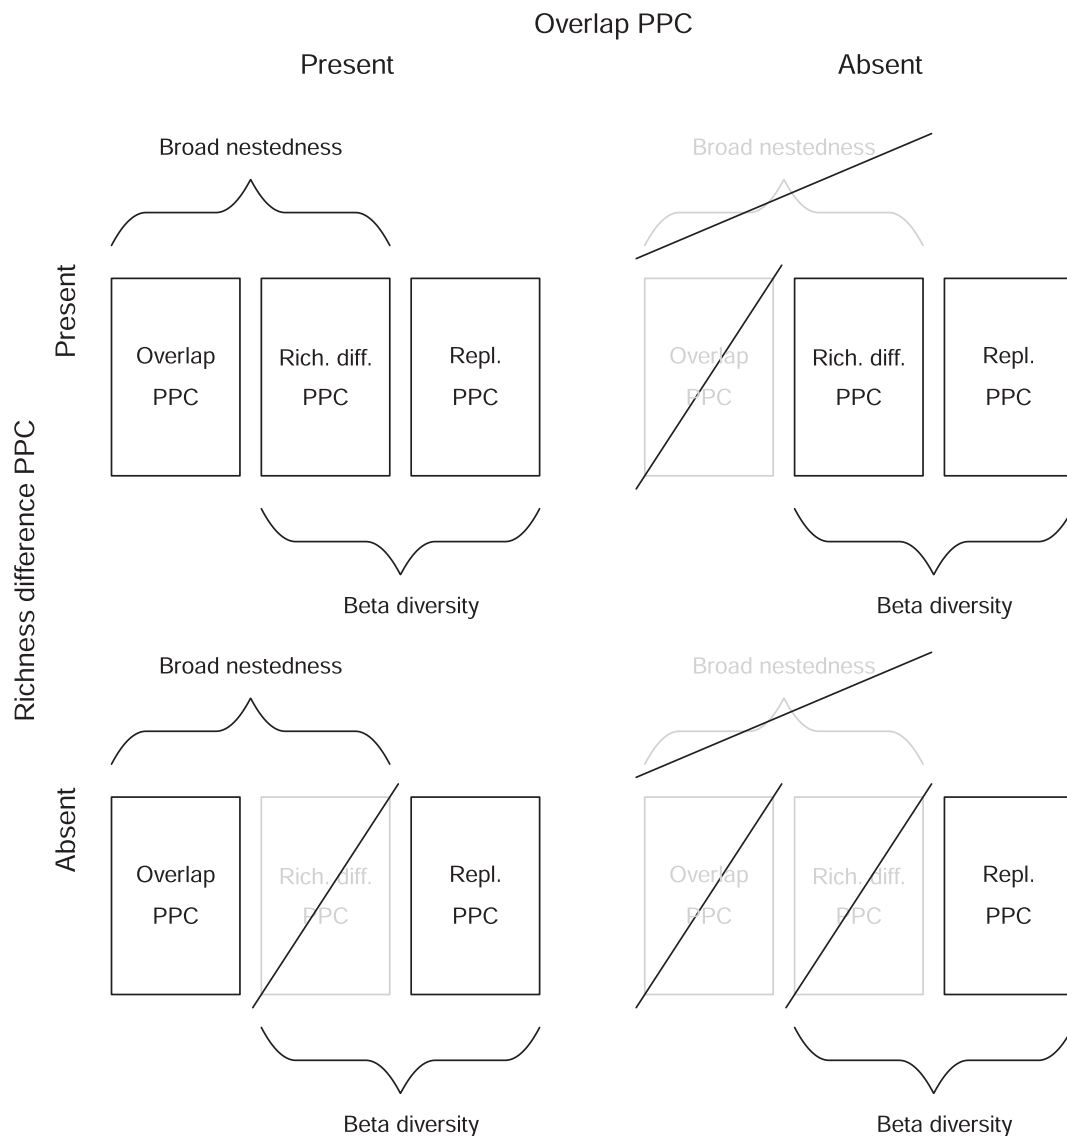 Overlap PPC
Present
Absent
Richness difference PPC
Present
Broad nestedness
Overlap
PPC
Rich. diff.
PPC
Repl.
PPC
Beta diversity
Broad nestedness
Overlap
PPC
Rich. diff.
PPC
Repl.
PPC
Beta diversity
Absent
Broad nestedness
Overlap
PPC
Rich. diff.
PPC
Repl.
PPC
Beta diversity
Broad nestedness
Overlap
PPC
Rich. diff.
PPC
Repl.
PPC
Beta diversity